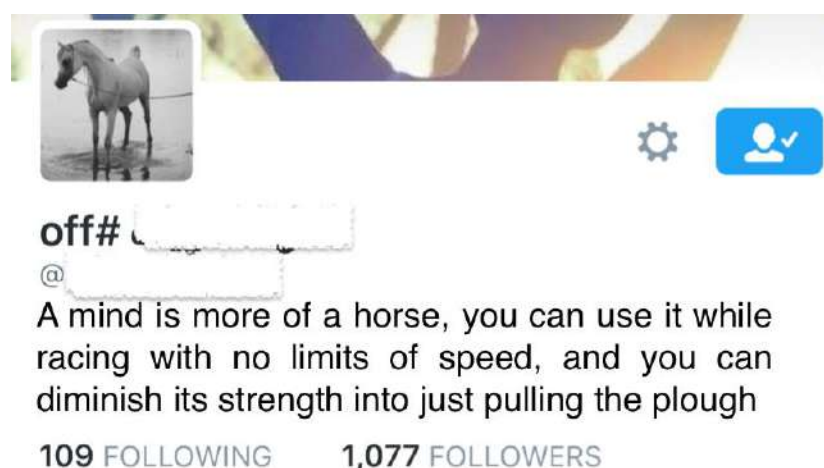 off#
@
A mind is more of a horse, you can use it while
racing with no limits of speed, and you can
diminish its strength into just pulling the plough
109 FOLLOWING 1,077 FOLLOWERS